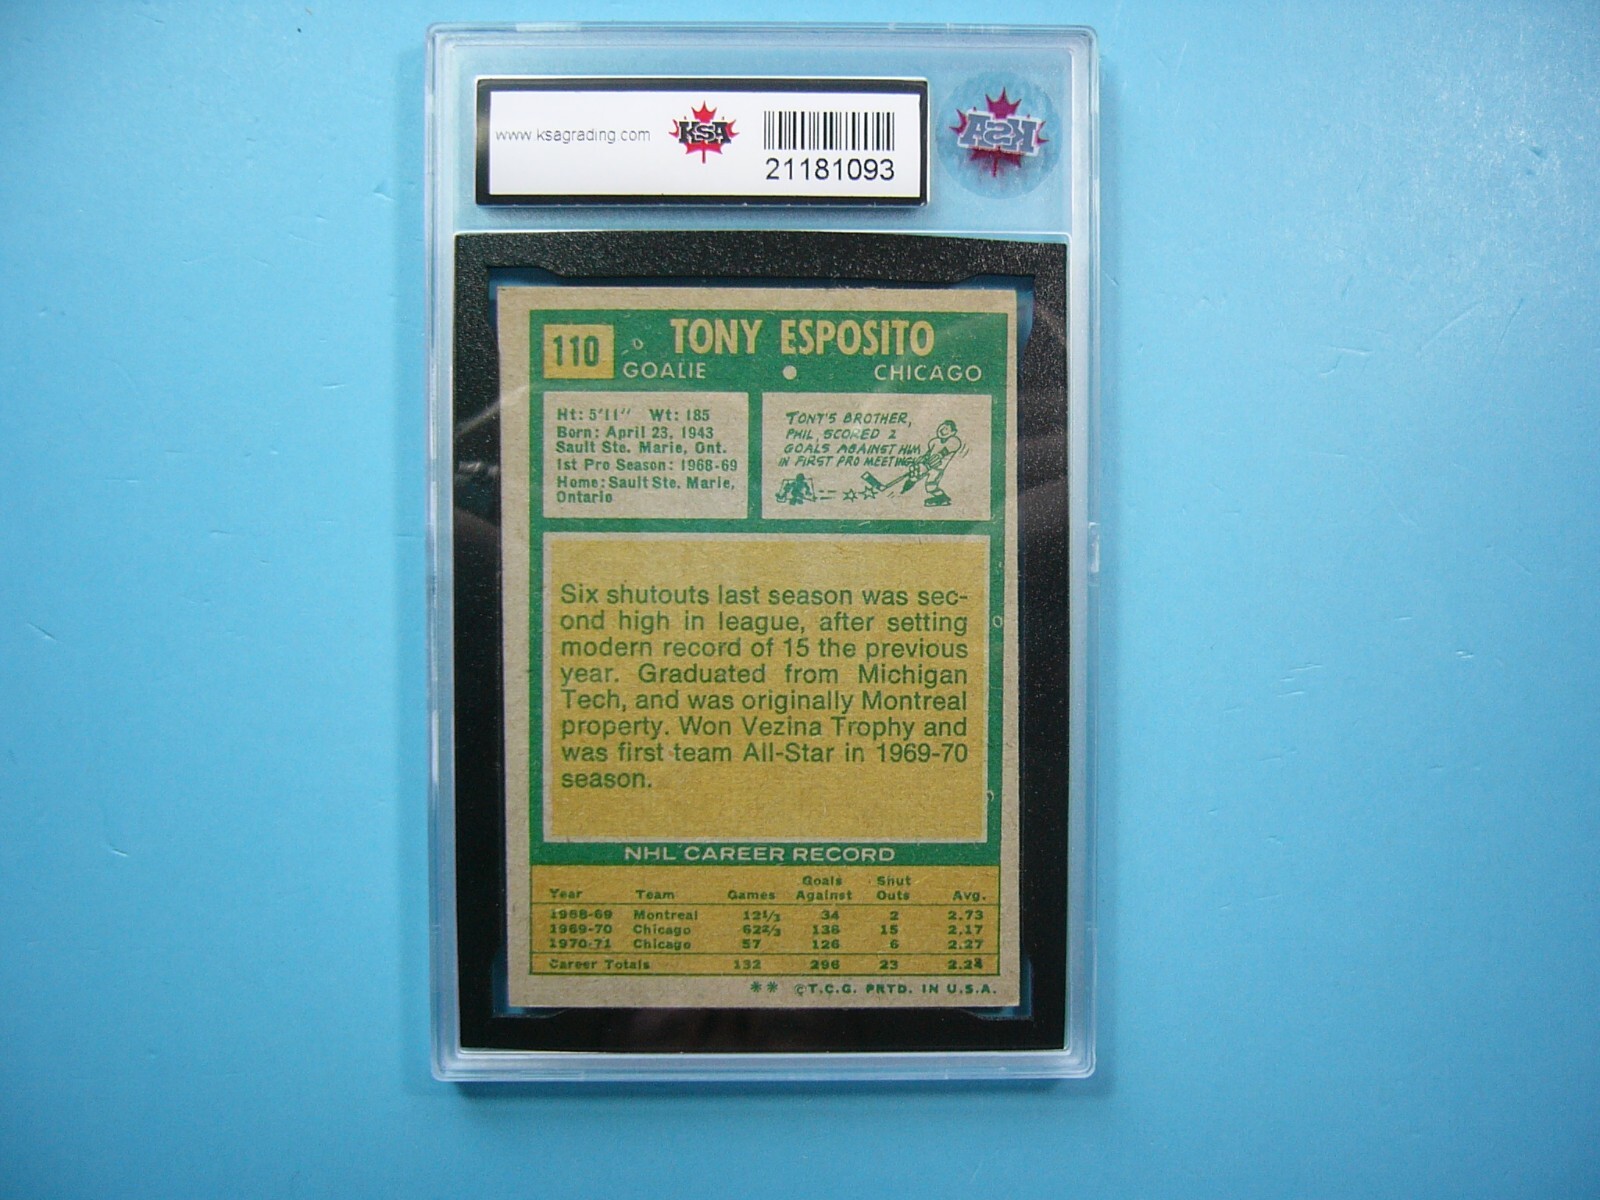 www.ksagrading.com
KSA
21181093
KSA
110
TONY ESPOSITO
GOALIE
CHICAGO
Ht: 5'11" Wt: 185
Born: April 23, 1943
Sault Ste. Marie, Ont.
1st Pro Season: 1968-69
Home: Sault Ste. Marie,
Ontario
TONY'S BROTHER,
PHIL, SCORED 2
GOALS AGAINST HIM
IN FIRST PRO MEETING
Six shutouts last season was sec-
ond high in league, after setting
modern record of 15 the previous
year. Graduated from Michigan
Tech, and was originally Montreal
property. Won Vezina Trophy and
was first team All-Star in 1969-70
season.
NHL CAREER RECORD
Year Team Games Goals Against Shut Outs Avg.
1968-69 Montreal 12⅓ 34 2 2.73
1969-70 Chicago 62⅔ 136 15 2.17
1970-71 Chicago 57 126 6 2.27
Career Totals 132 296 23 2.24
** ©T.C.G. PRTD. IN U.S.A.